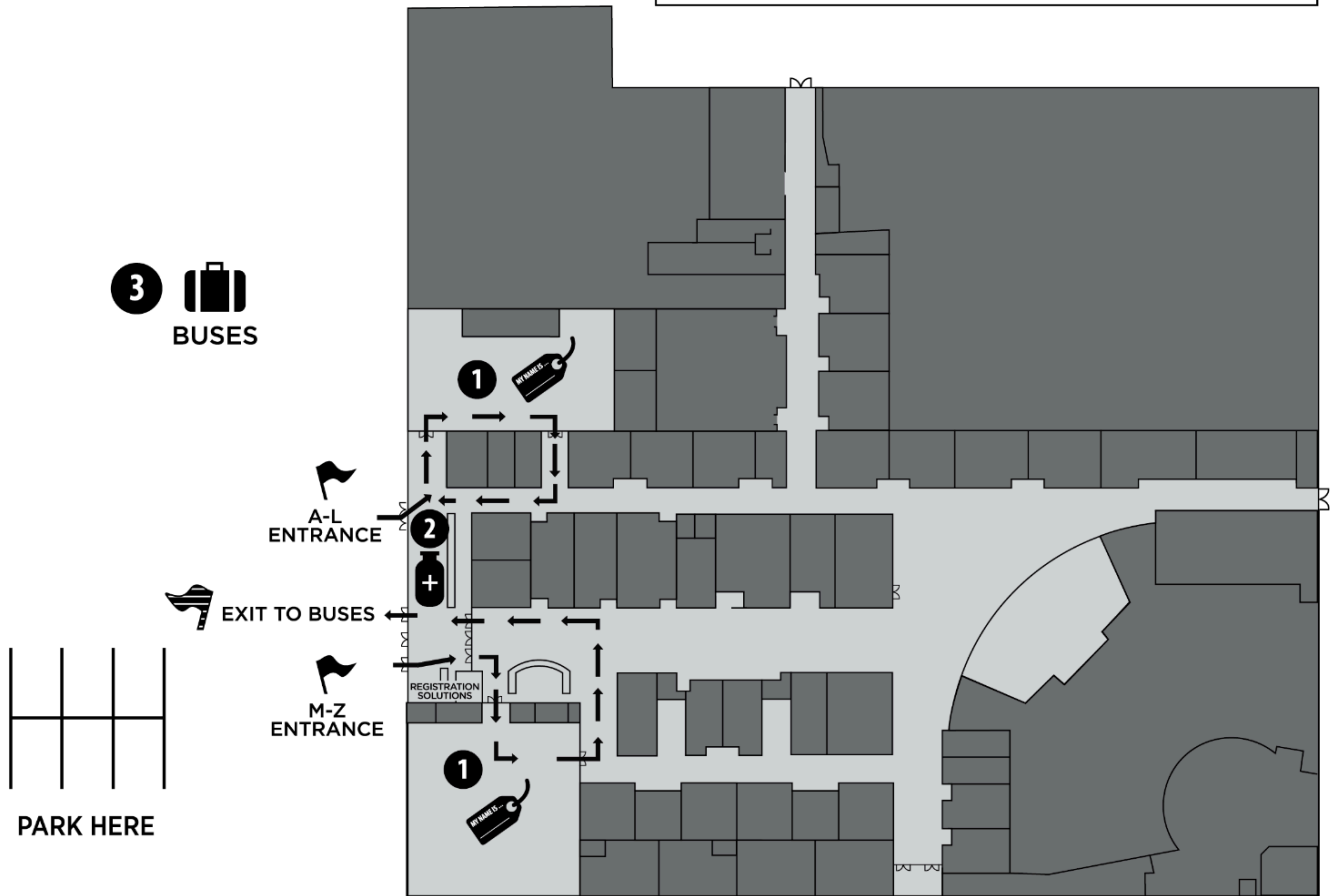 3
BUSES
1
MY NAME IS...
A-L
ENTRANCE
2
+
EXIT TO BUSES
REGISTRATION
SOLUTIONS
M-Z
ENTRANCE
1
MY NAME IS...
PARK HERE